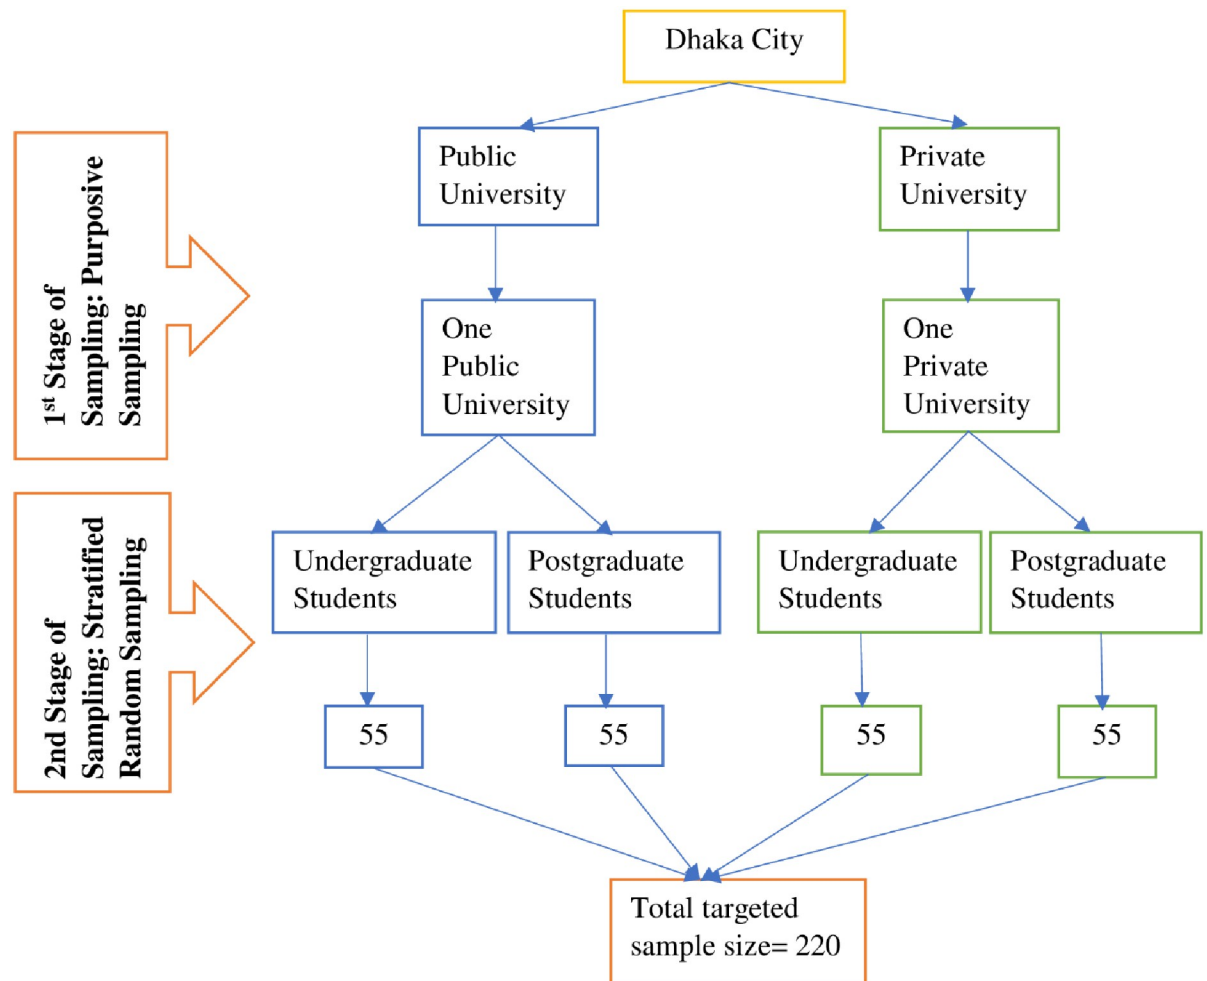 Dhaka City
Public
University
Private
University
1st Stage of
Sampling: Purposive
Sampling
One
Public
University
One
Private
University
2nd Stage of
Sampling: Stratified
Random Sampling
Undergraduate
Students
Postgraduate
Students
Undergraduate
Students
Postgraduate
Students
55
55
55
55
Total targeted
sample size= 220